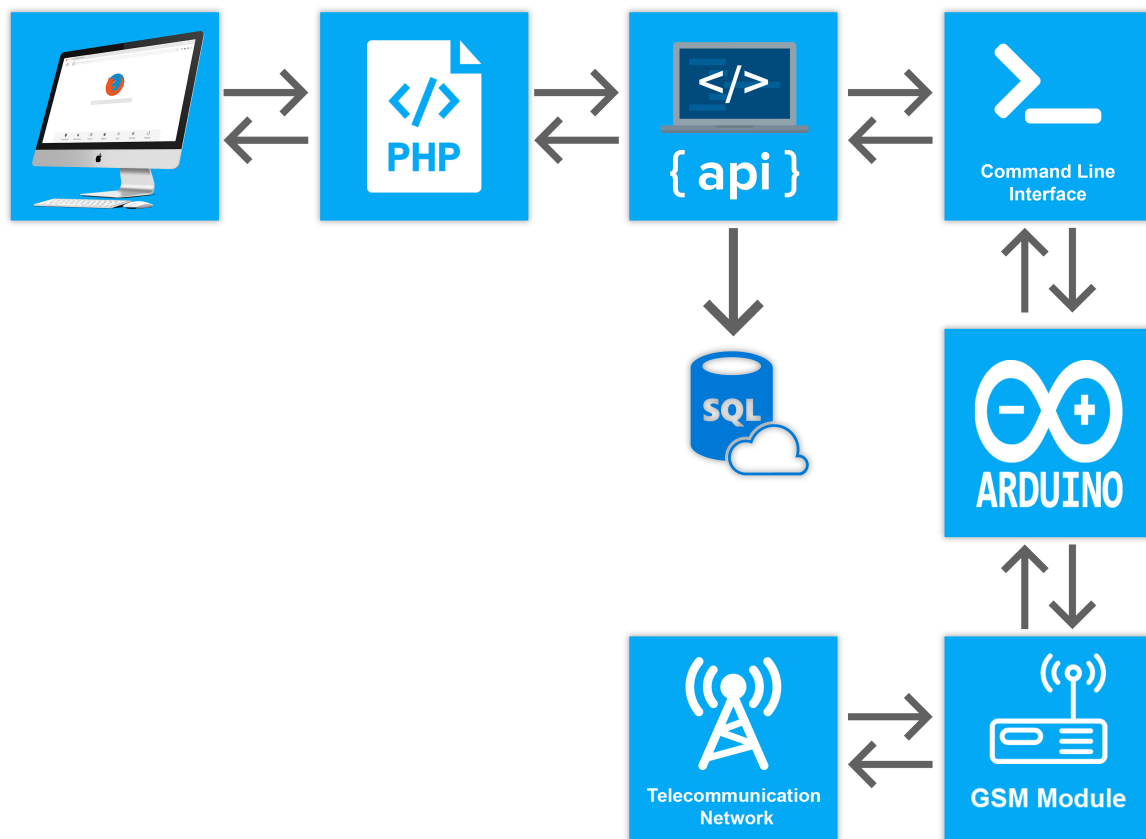 </>
PHP
</>
{ api }
Command Line
Interface
SQL
- +
ARDUINO
Telecommunication
Network
GSM Module